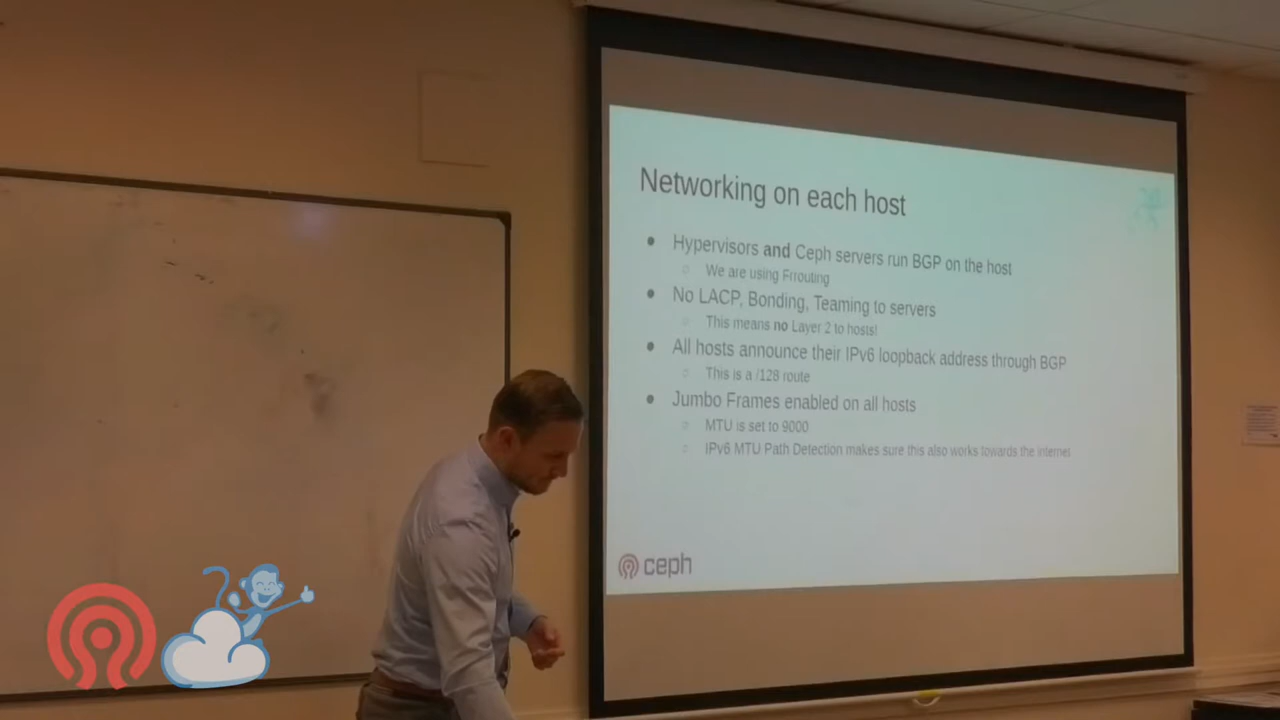 Networking on each host
● Hypervisors and Ceph servers run BGP on the host
○ We are using Frrouting
● No LACP, Bonding, Teaming to servers
○ This means no Layer 2 to hosts!
● All hosts announce their IPv6 loopback address through BGP
○ This is a /128 route
● Jumbo Frames enabled on all hosts
○ MTU is set to 9000
○ IPv6 MTU Path Detection makes sure this also works towards the internet
ceph